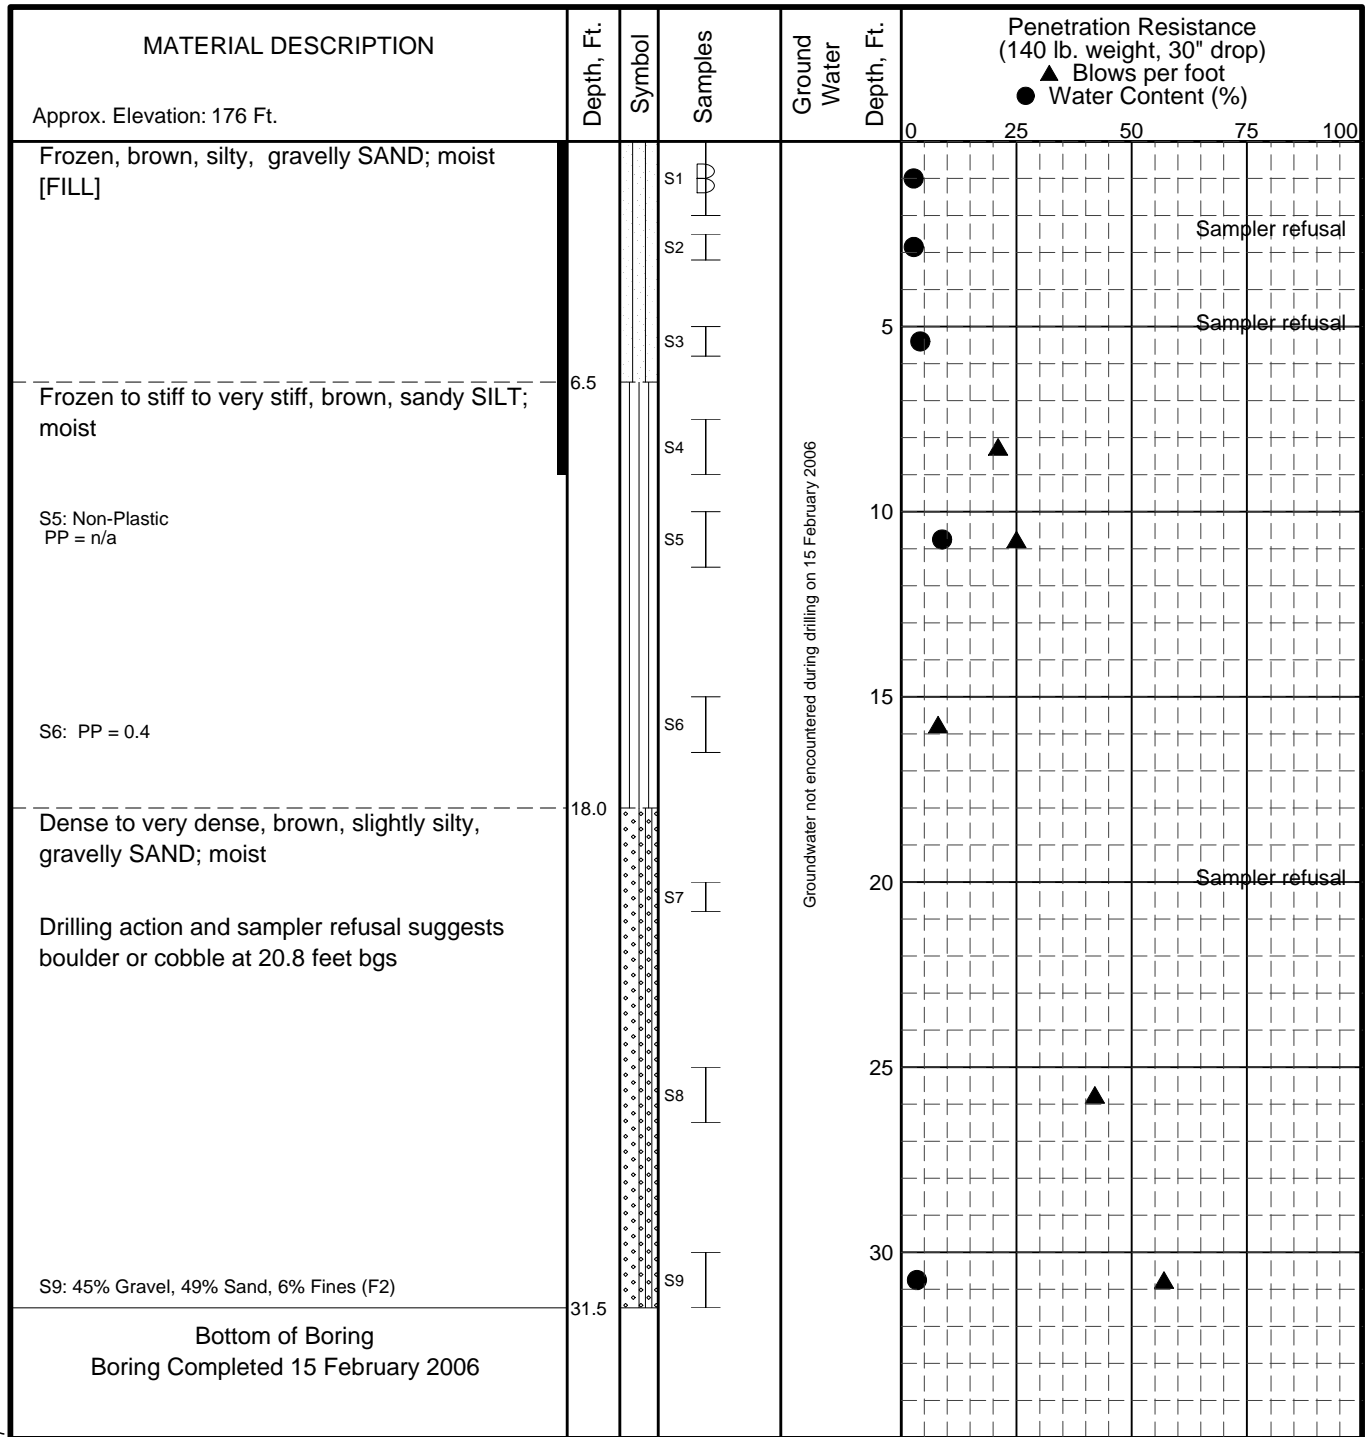 MATERIAL DESCRIPTION
Approx. Elevation: 176 Ft.
Depth, Ft.
Symbol
Samples
Ground
Water
Depth, Ft.
Penetration Resistance
(140 lb. weight, 30" drop)
▲ Blows per foot
● Water Content (%)
0 25 50 75 100
Frozen, brown, silty, gravelly SAND; moist
[FILL]
S1
Sampler refusal
S2
5
Sampler refusal
S3
6.5
Frozen to stiff to very stiff, brown, sandy SILT;
moist
S4
S5: Non-Plastic
PP = n/a
S5
10
Groundwater not encountered during drilling on 15 February 2006
15
S6: PP = 0.4
S6
18.0
Dense to very dense, brown, slightly silty,
gravelly SAND; moist
20
Sampler refusal
S7
Drilling action and sampler refusal suggests
boulder or cobble at 20.8 feet bgs
25
S8
30
S9: 45% Gravel, 49% Sand, 6% Fines (F2)
S9
31.5
Bottom of Boring
Boring Completed 15 February 2006